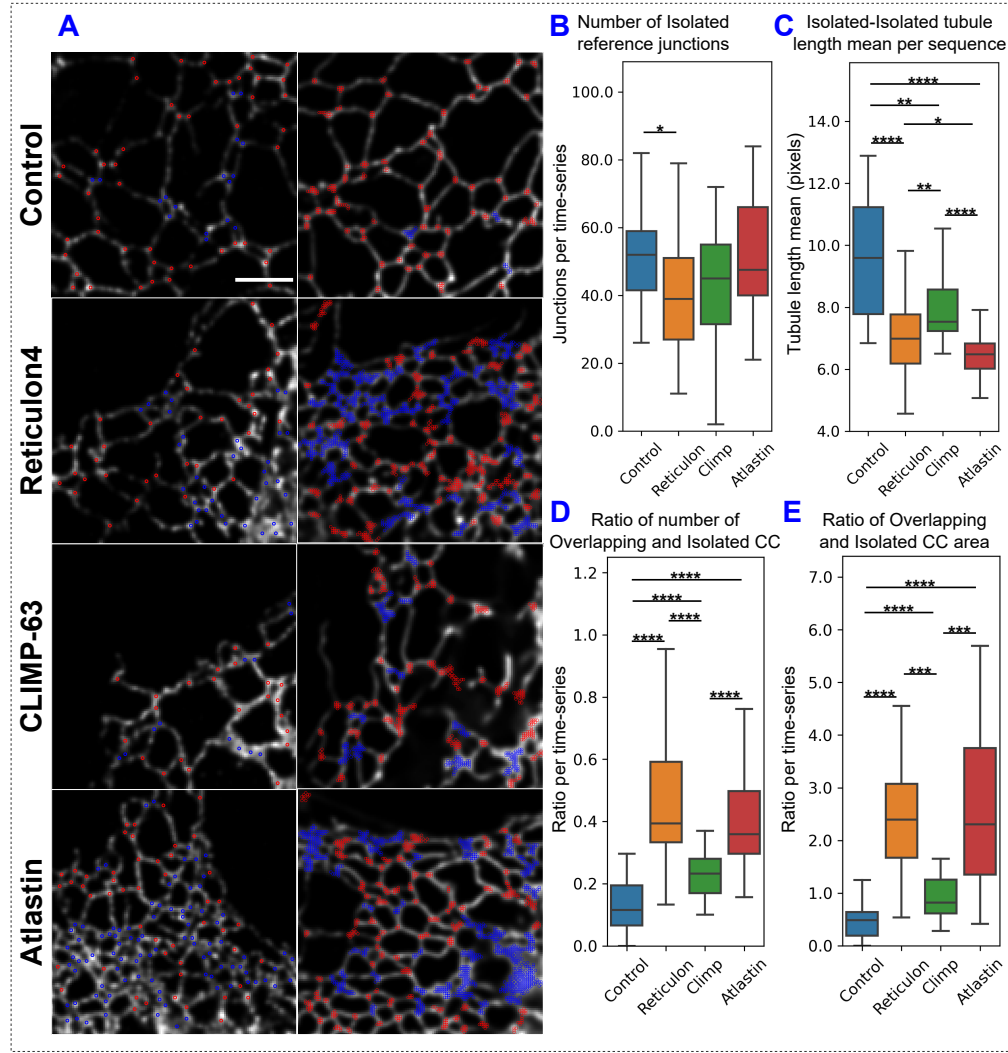 A
Control
Reticulon4
CLIMP-63
Atlastin
B
Number of Isolated
reference junctions
Junctions per time-series
100.0
80.0
60.0
40.0
20.0
0.0
*
Control
Reticulon
Climp
Atlastin
C
Isolated-Isolated tubule
length mean per sequence
Tubule length mean (pixels)
14.0
12.0
10.0
8.0
6.0
4.0
****
**
*
****
**
****
Control
Reticulon
Climp
Atlastin
D
Ratio of number of
Overlapping and Isolated CC
Ratio per time-series
1.2
1.0
0.8
0.6
0.4
0.2
0.0
****
****
****
****
****
Control
Reticulon
Climp
Atlastin
E
Ratio of Overlapping
and Isolated CC area
Ratio per time-series
7.0
6.0
5.0
4.0
3.0
2.0
1.0
0.0
****
****
***
***
****
Control
Reticulon
Climp
Atlastin